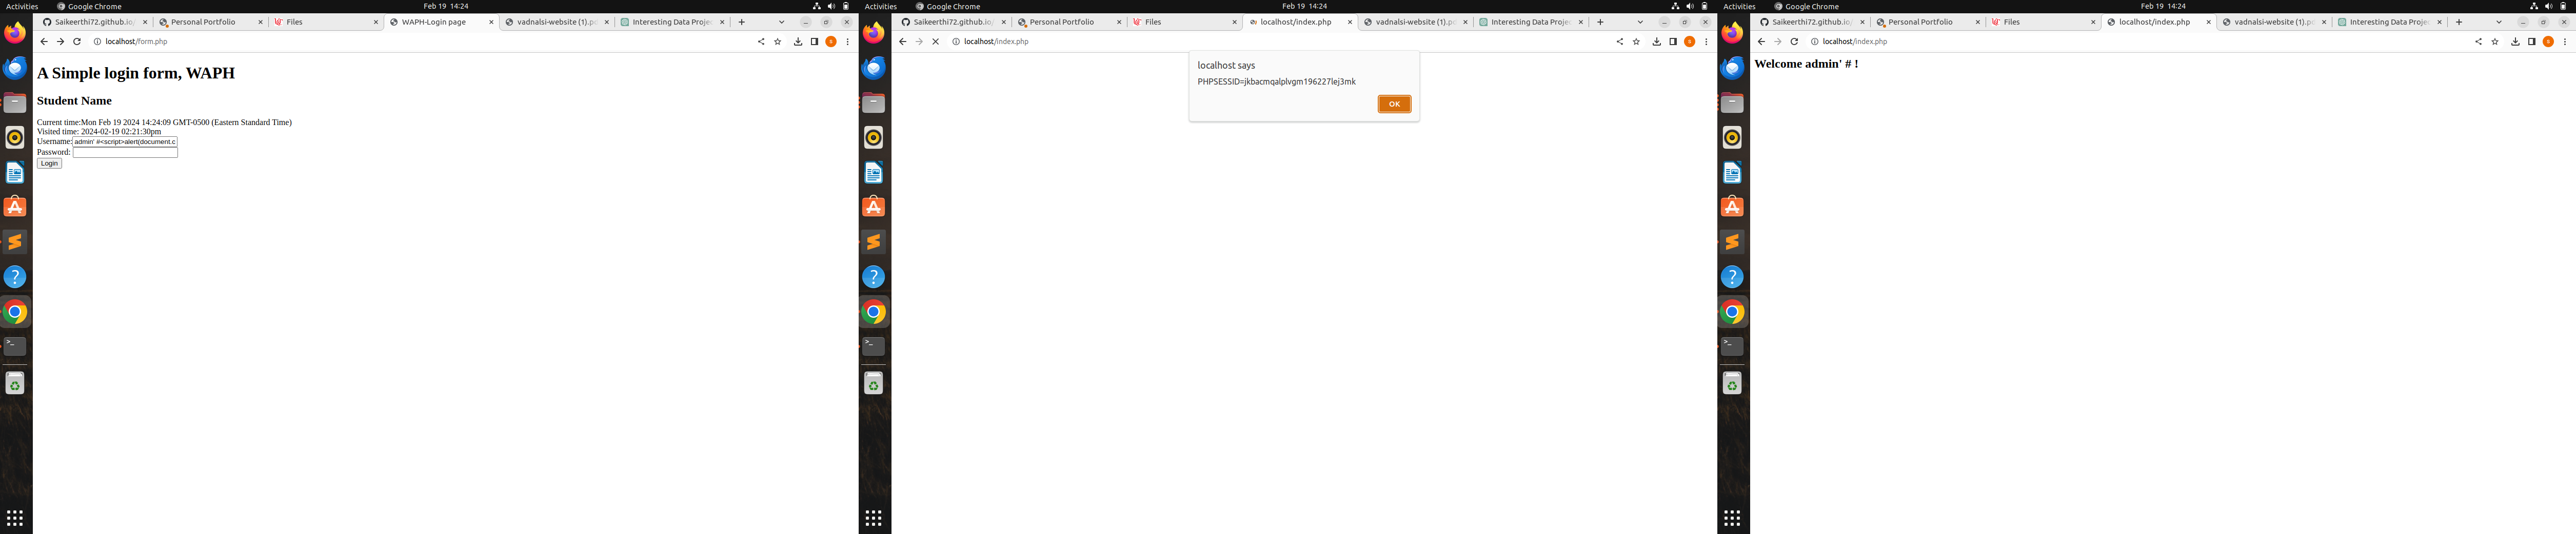 Activities Google Chrome Feb 19 14:24
Saikeerthi72.github.io/ Personal Portfolio Files WAPH-Login page vadnalsi-website (1).pd Interesting Data Projec
localhost/form.php
A Simple login form, WAPH
Student Name
Current time:Mon Feb 19 2024 14:24:09 GMT-0500 (Eastern Standard Time)
Visited time: 2024-02-19 02:21:30pm
Username: admin' #<script>alert(document.c
Password:
Login
Activities Google Chrome Feb 19 14:24
Saikeerthi72.github.io/ Personal Portfolio Files localhost/index.php vadnalsi-website (1).pd Interesting Data Projec
localhost/index.php
localhost says
PHPSESSID=jkbacmqalplvgm196227lej3mk
OK
Activities Google Chrome Feb 19 14:24
Saikeerthi72.github.io/ Personal Portfolio Files localhost/index.php vadnalsi-website (1).pd Interesting Data Projec
localhost/index.php
Welcome admin' # !